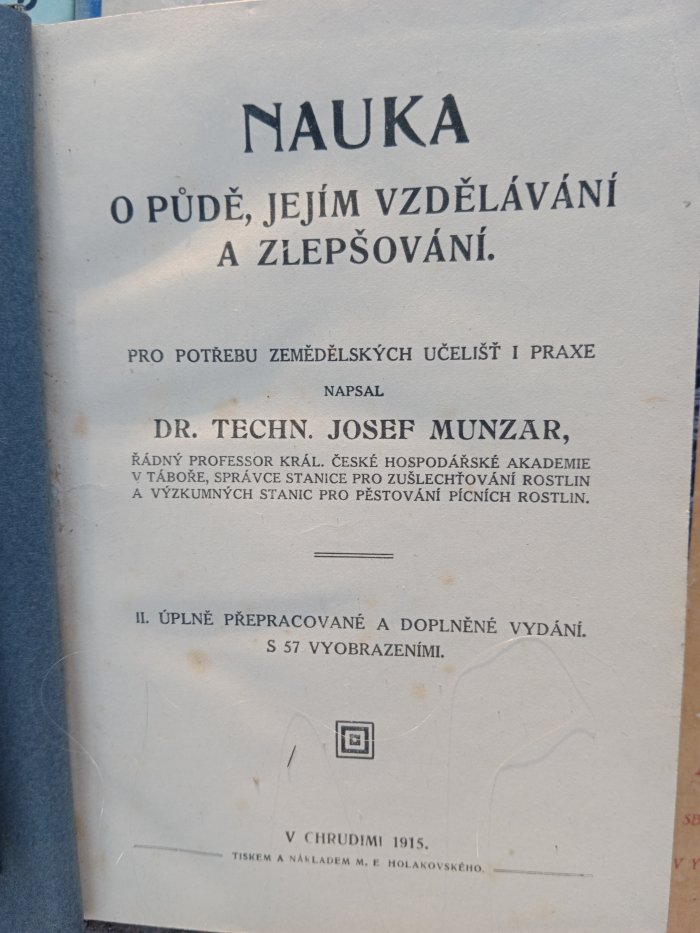 NAUKA
O PŮDĚ, JEJÍM VZDĚLÁVÁNÍ
A ZLEPŠOVÁNÍ.
PRO POTŘEBU ZEMĚDĚLSKÝCH UČELIŠŤ I PRAXE
NAPSAL
DR. TECHN. JOSEF MUNZAR,
ŘÁDNÝ PROFESSOR KRÁL. ČESKÉ HOSPODÁŘSKÉ AKADEMIE
V TÁBOŘE, SPRÁVCE STANICE PRO ZUŠLECHŤOVÁNÍ ROSTLIN
A VÝZKUMNÝCH STANIC PRO PĚSTOVÁNÍ PÍCNÍCH ROSTLIN.
II. ÚPLNĚ PŘEPRACOVANÉ A DOPLNĚNÉ VYDÁNÍ.
S 57 VYOBRAZENÍMI.
V CHRUDIMI 1915.
TISKEM A NÁKLADEM M. E. HOLAKOVSKÉHO.